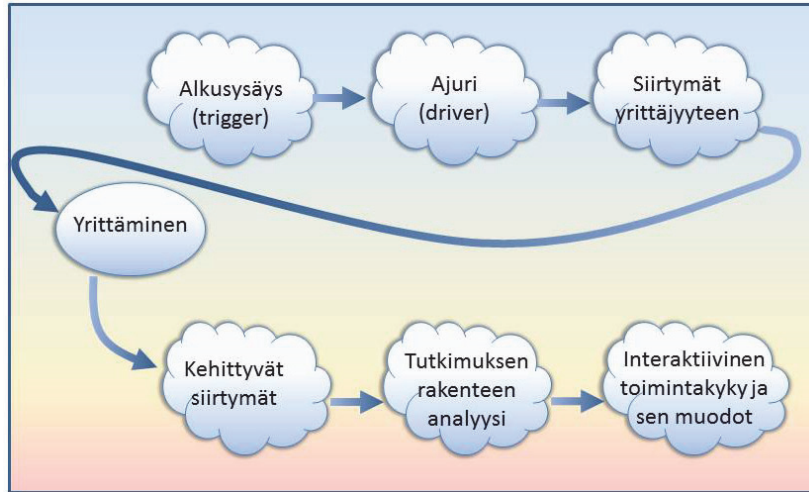 Alkusysäys
(trigger)
Ajuri
(driver)
Siirtymät
yrittäjyyteen
Yrittäminen
Kehittyvät
siirtymät
Tutkimuksen
rakenteen
analyysi
Interaktiivinen
toimintakyky ja
sen muodot